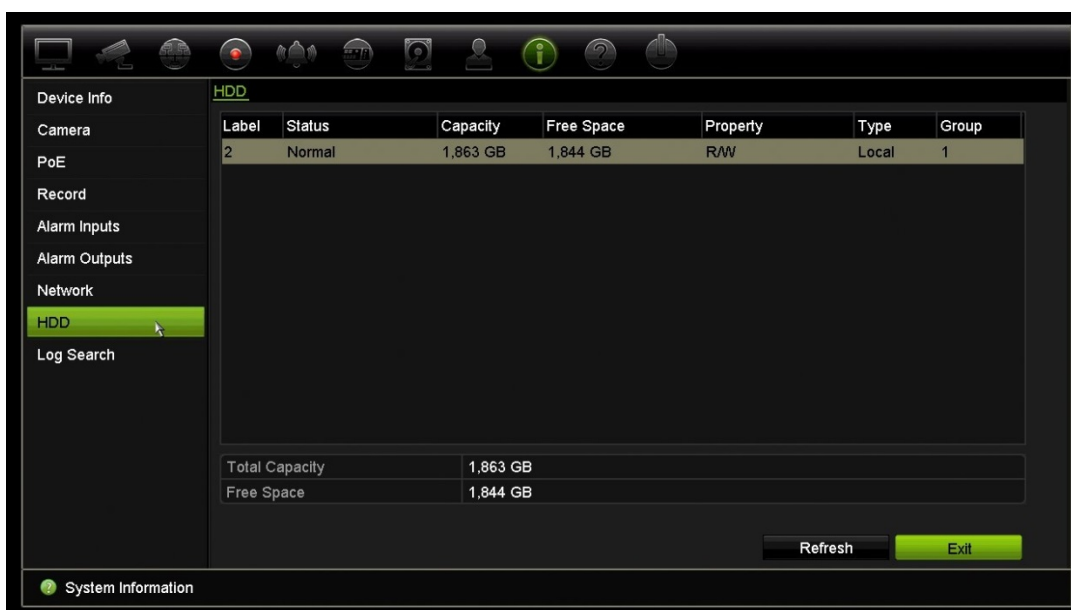 Device Info
Camera
PoE
Record
Alarm Inputs
Alarm Outputs
Network
HDD
Log Search
HDD
Label Status Capacity Free Space Property Type Group
2 Normal 1,863 GB 1,844 GB R/W Local 1
Total Capacity 1,863 GB
Free Space 1,844 GB
Refresh Exit
System Information